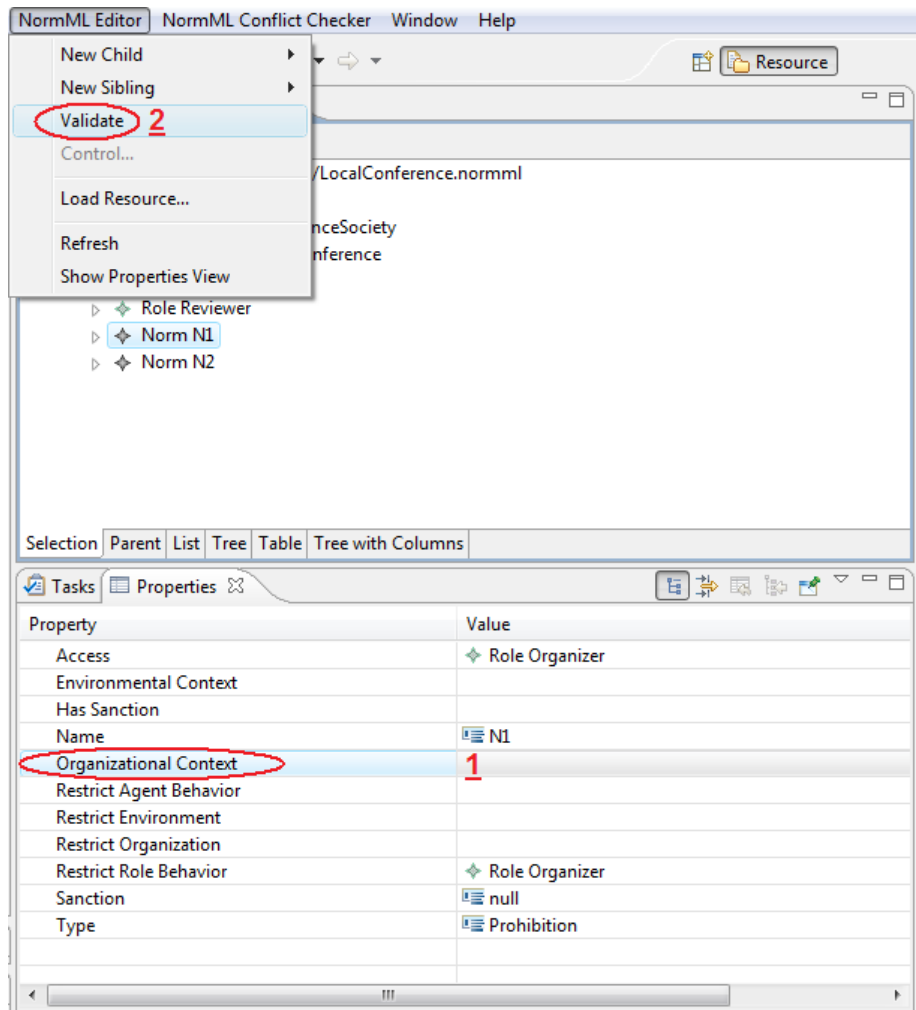 NormML Editor NormML Conflict Checker Window Help
New Child
Resource
New Sibling
Validate 2
Control...
/LocalConference.normml
Load Resource...
nceSociety
Refresh
nference
Show Properties View
Role Reviewer
Norm N1
Norm N2
Selection Parent List Tree Table Tree with Columns
Tasks Properties
Property Value
Access Role Organizer
Environmental Context
Has Sanction
Name N1
Organizational Context 1
Restrict Agent Behavior
Restrict Environment
Restrict Organization
Restrict Role Behavior Role Organizer
Sanction null
Type Prohibition